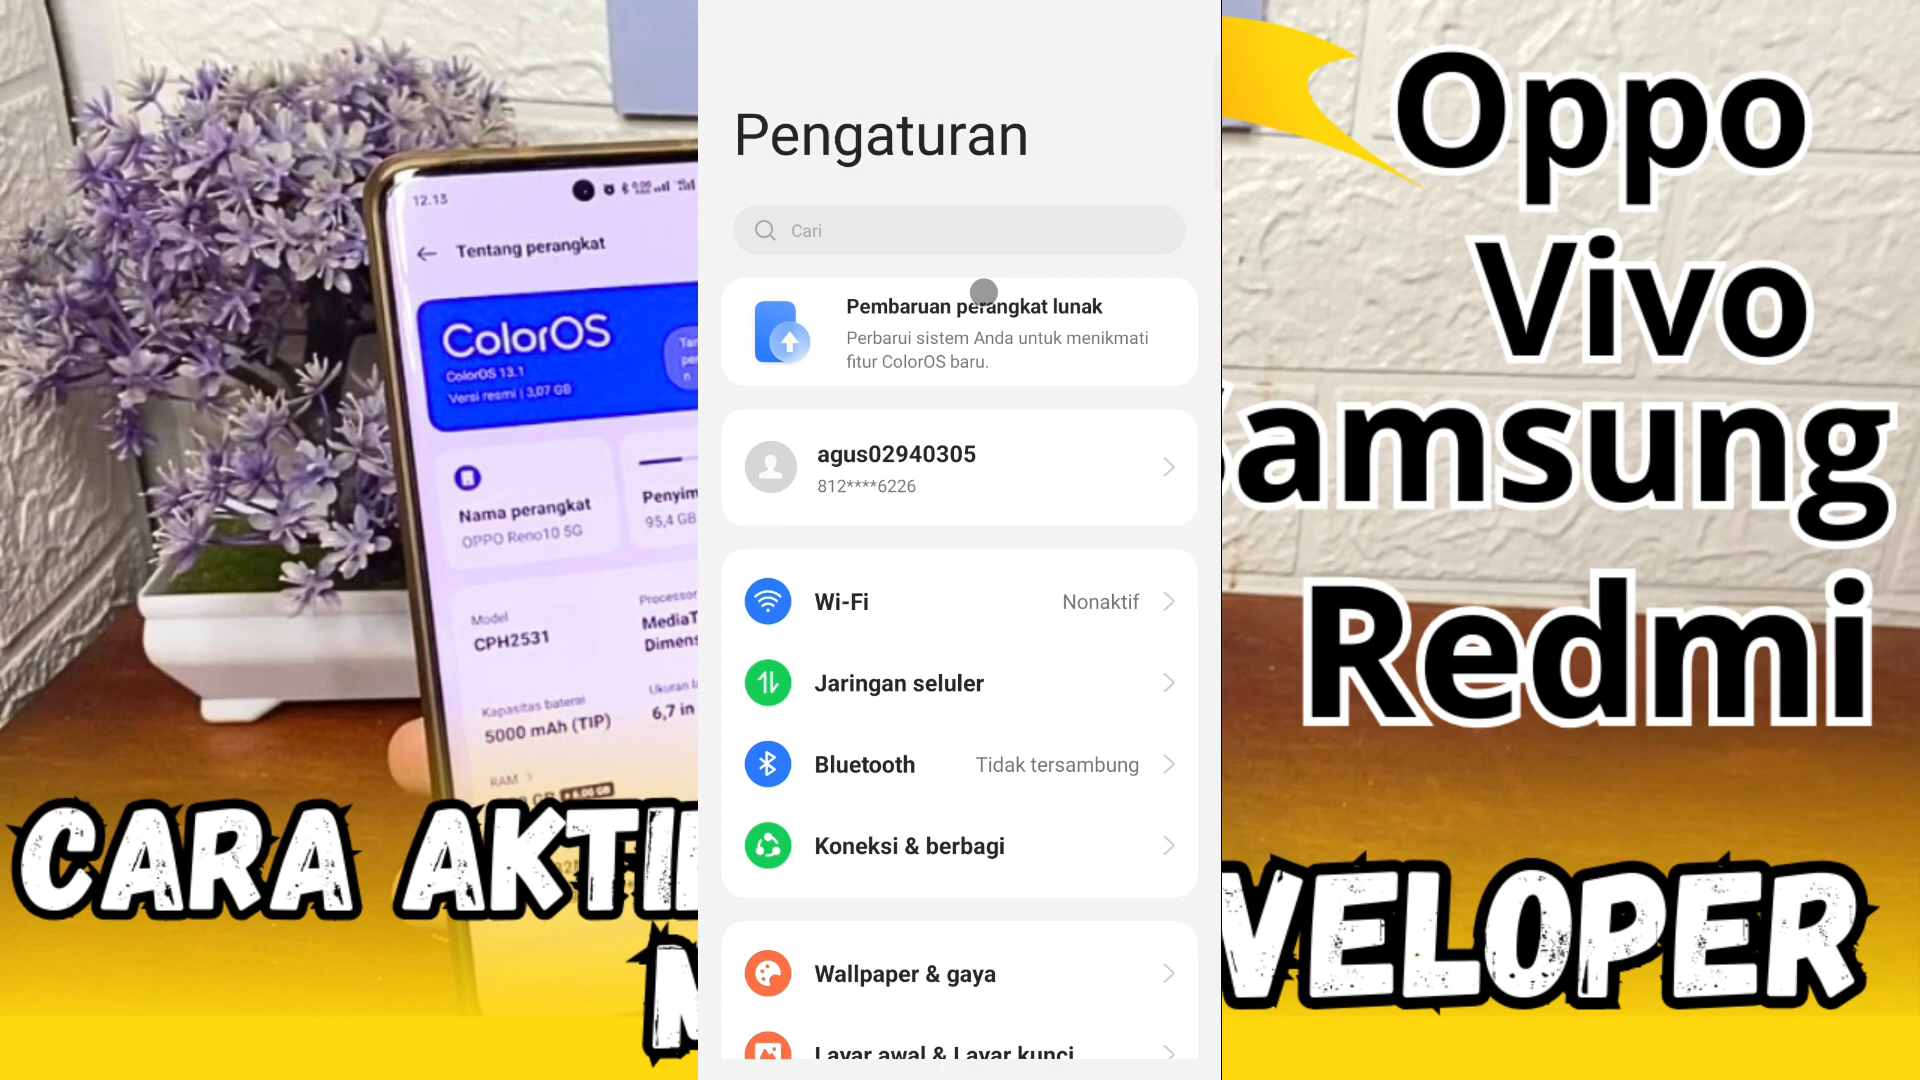 12.13
Tentang perangkat
ColorOS
ColorOS 13.1
Versi resmi | 3,07 GB
Nama perangkat
OPPO Reno10 5G
95,4 GB
Model
CPH2531
Processor
Kapasitas baterai
5000 mAh (TIP)
6,7 in
RAM
CARA
Pengaturan
Cari
Pembaruan perangkat lunak
Perbarui sistem Anda untuk menikmati
fitur ColorOS baru.
agus02940305
812****6226
Wi-Fi Nonaktif
Jaringan seluler
Bluetooth Tidak tersambung
Koneksi & berbagi
Wallpaper & gaya
Layar awal & Layar kunci
Oppo
Vivo
Samsung
Redmi
VELOPER